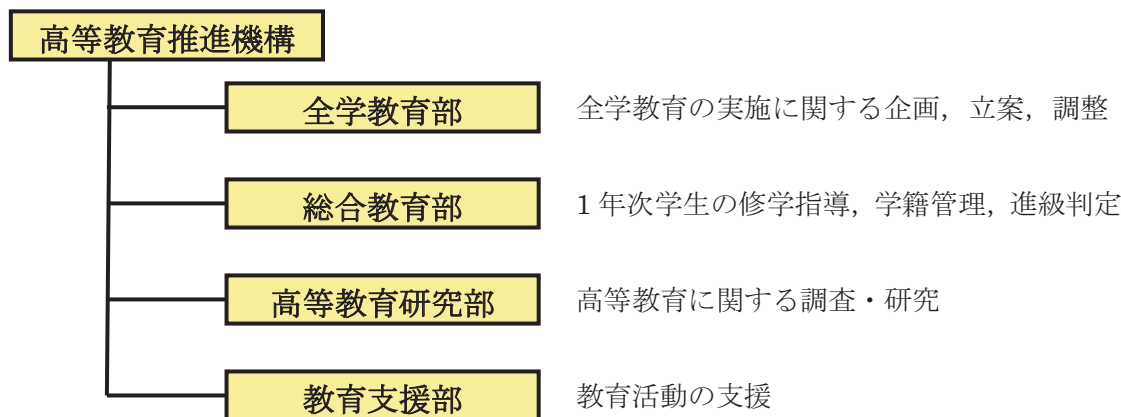 高等教育推進機構
全学教育部 全学教育の実施に関する企画，立案，調整
総合教育部 1年次学生の修学指導，学籍管理，進級判定
高等教育研究部 高等教育に関する調査・研究
教育支援部 教育活動の支援